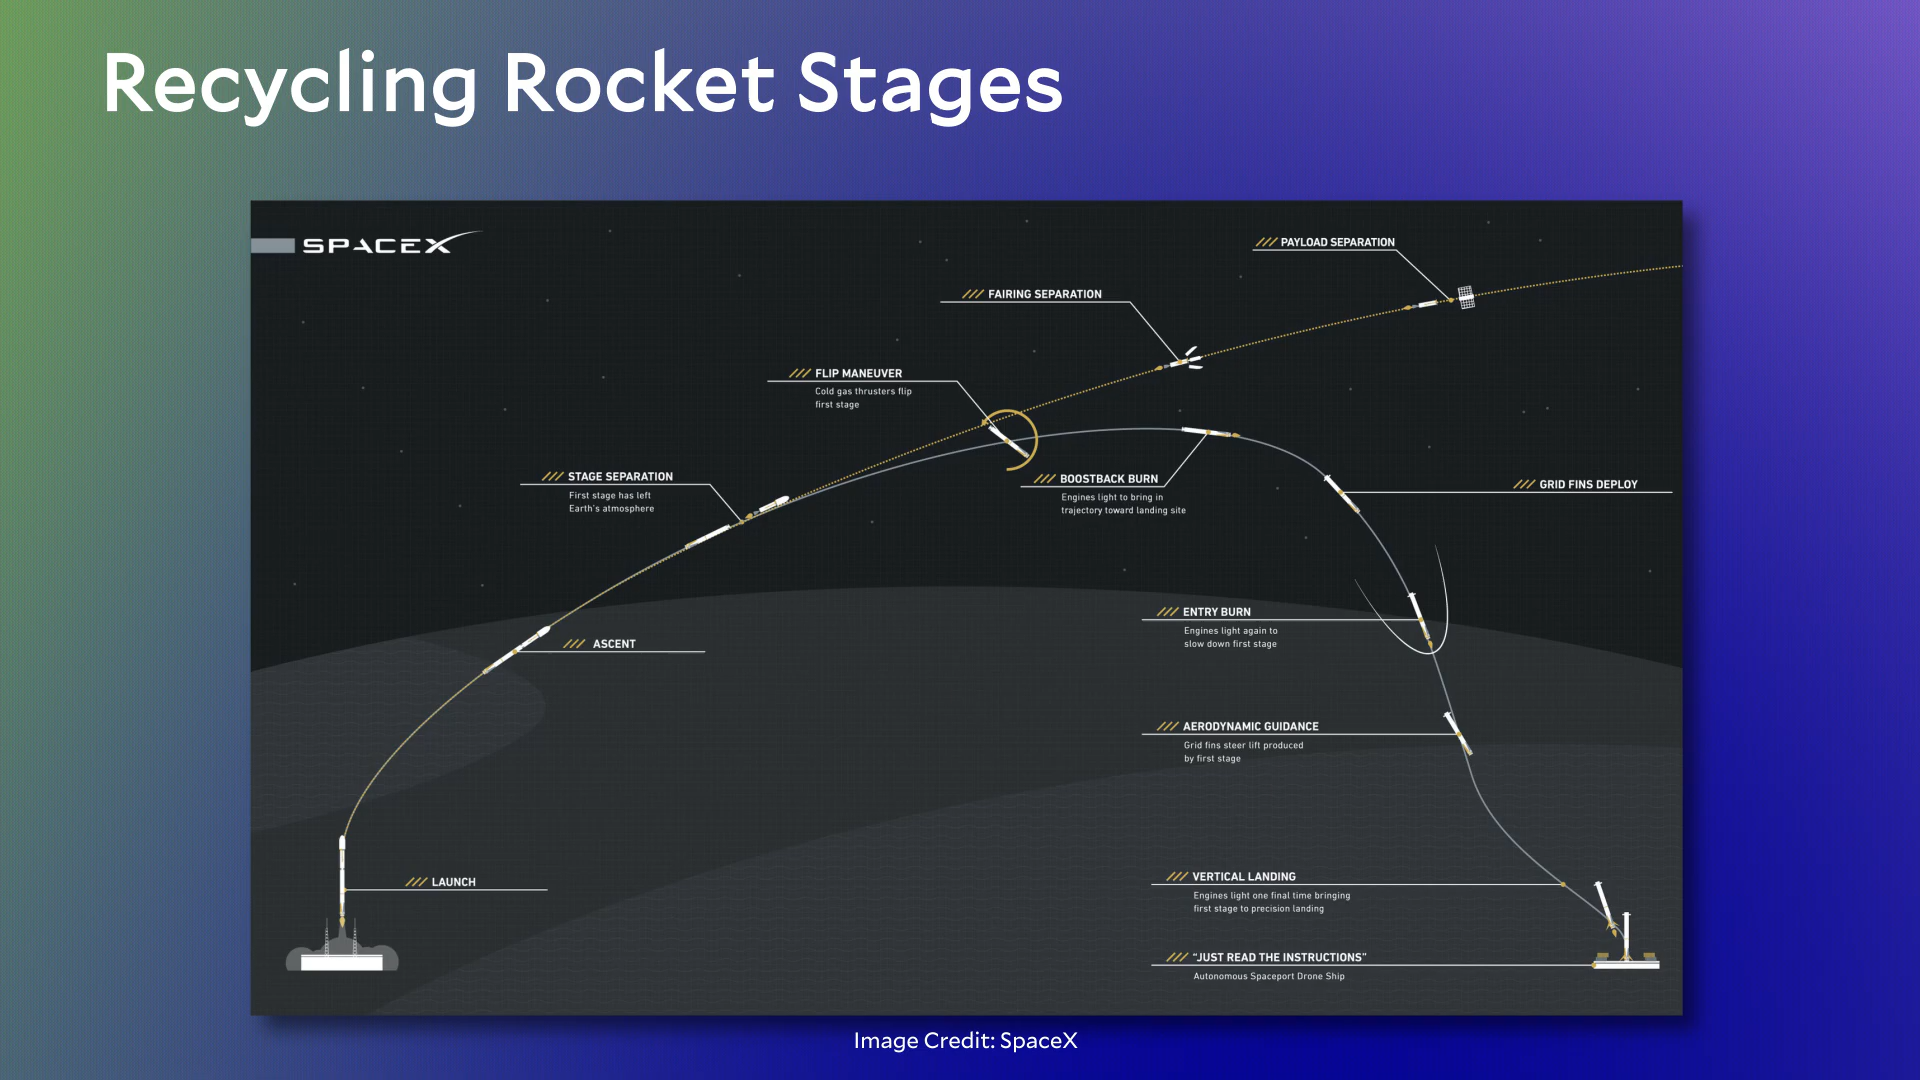 Recycling Rocket Stages
SPACEX
/// PAYLOAD SEPARATION
/// FAIRING SEPARATION
/// FLIP MANEUVER
Cold gas thrusters flip
first stage
/// STAGE SEPARATION
First stage has left
Earth's atmosphere
/// BOOSTBACK BURN
Engines light to bring in
trajectory toward landing site
/// GRID FINS DEPLOY
/// ENTRY BURN
Engines light again to
slow down first stage
/// ASCENT
/// AERODYNAMIC GUIDANCE
Grid fins steer lift produced
by first stage
/// LAUNCH
/// VERTICAL LANDING
Engines light one final time bringing
first stage to precision landing
/// “JUST READ THE INSTRUCTIONS”
Autonomous Spaceport Drone Ship
Image Credit: SpaceX